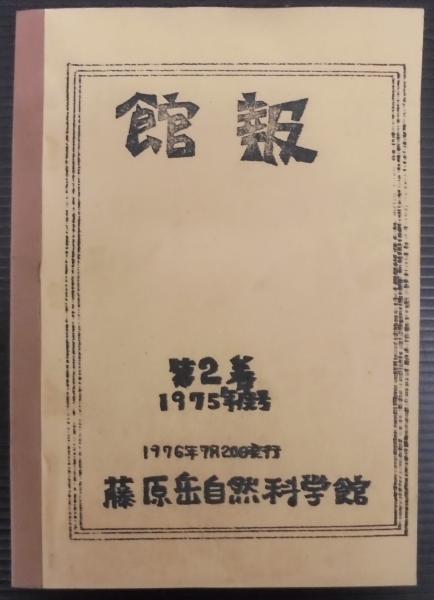 館報
第2巻
1975年度号
1976年7月20日発行
藤原岳自然科学館